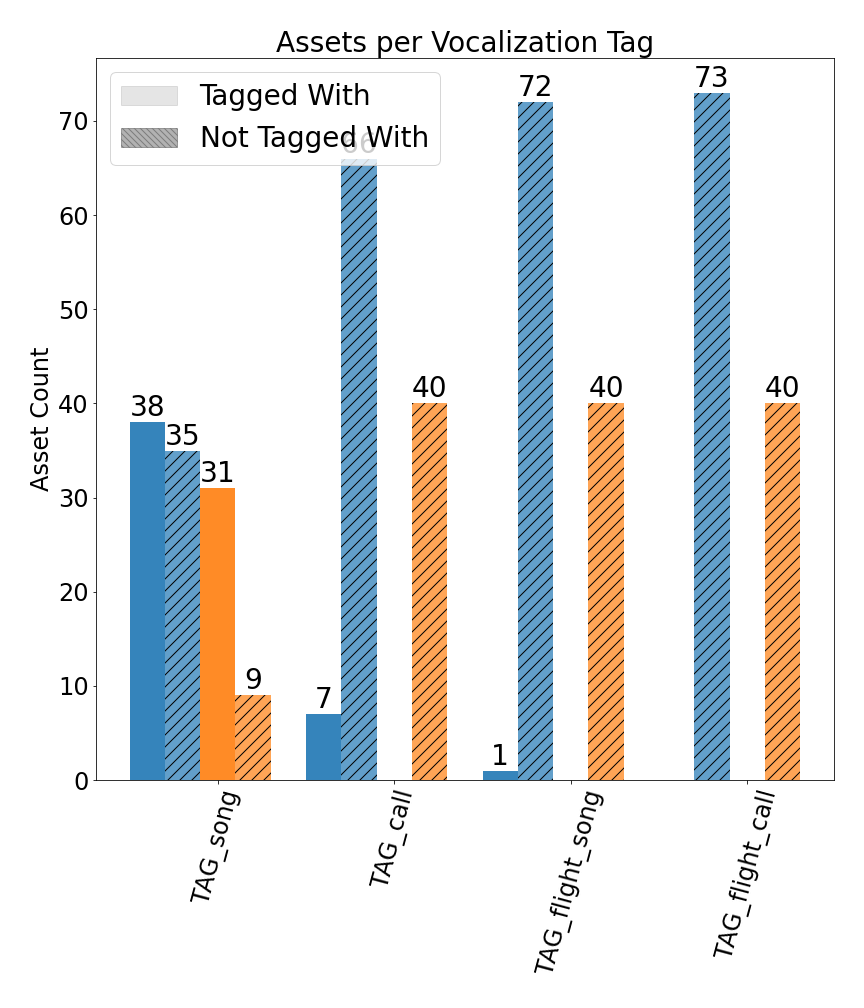 Assets per Vocalization Tag
Tagged With
Not Tagged With
Asset Count
70
60
50
40
30
20
10
0
38
35
31
9
7
66
40
1
72
40
73
40
TAG_song
TAG_call
TAG_flight_song
TAG_flight_call